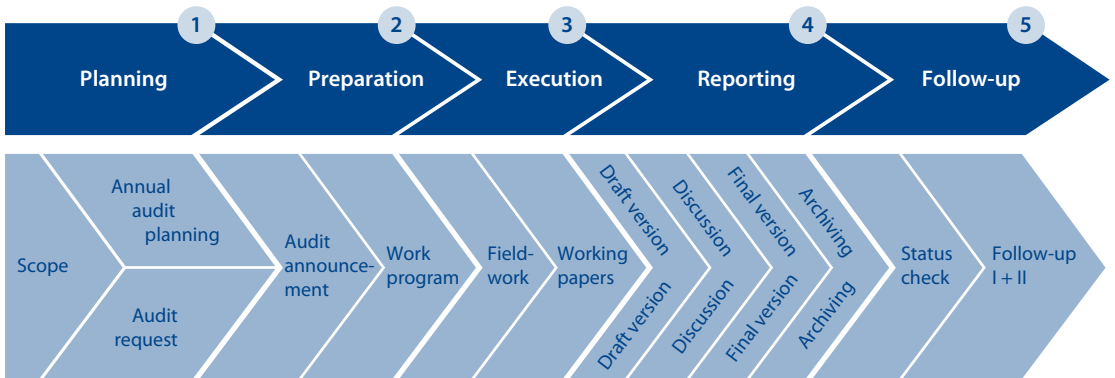 1
2
3
4
5
Planning
Preparation
Execution
Reporting
Follow-up
Scope
Annual
audit
planning
Audit
request
Audit
announce-
ment
Work
program
Field-
work
Working
papers
Draft version
Draft version
Discussion
Discussion
Final version
Final version
Archiving
Archiving
Status
check
Follow-up
I + II